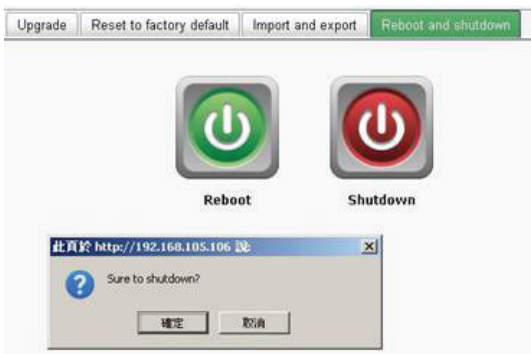 Upgrade Reset to factory default Import and export Reboot and shutdown
Reboot Shutdown
此頁於 http://192.168.105.106 說:
Sure to shutdown?
確定 取消